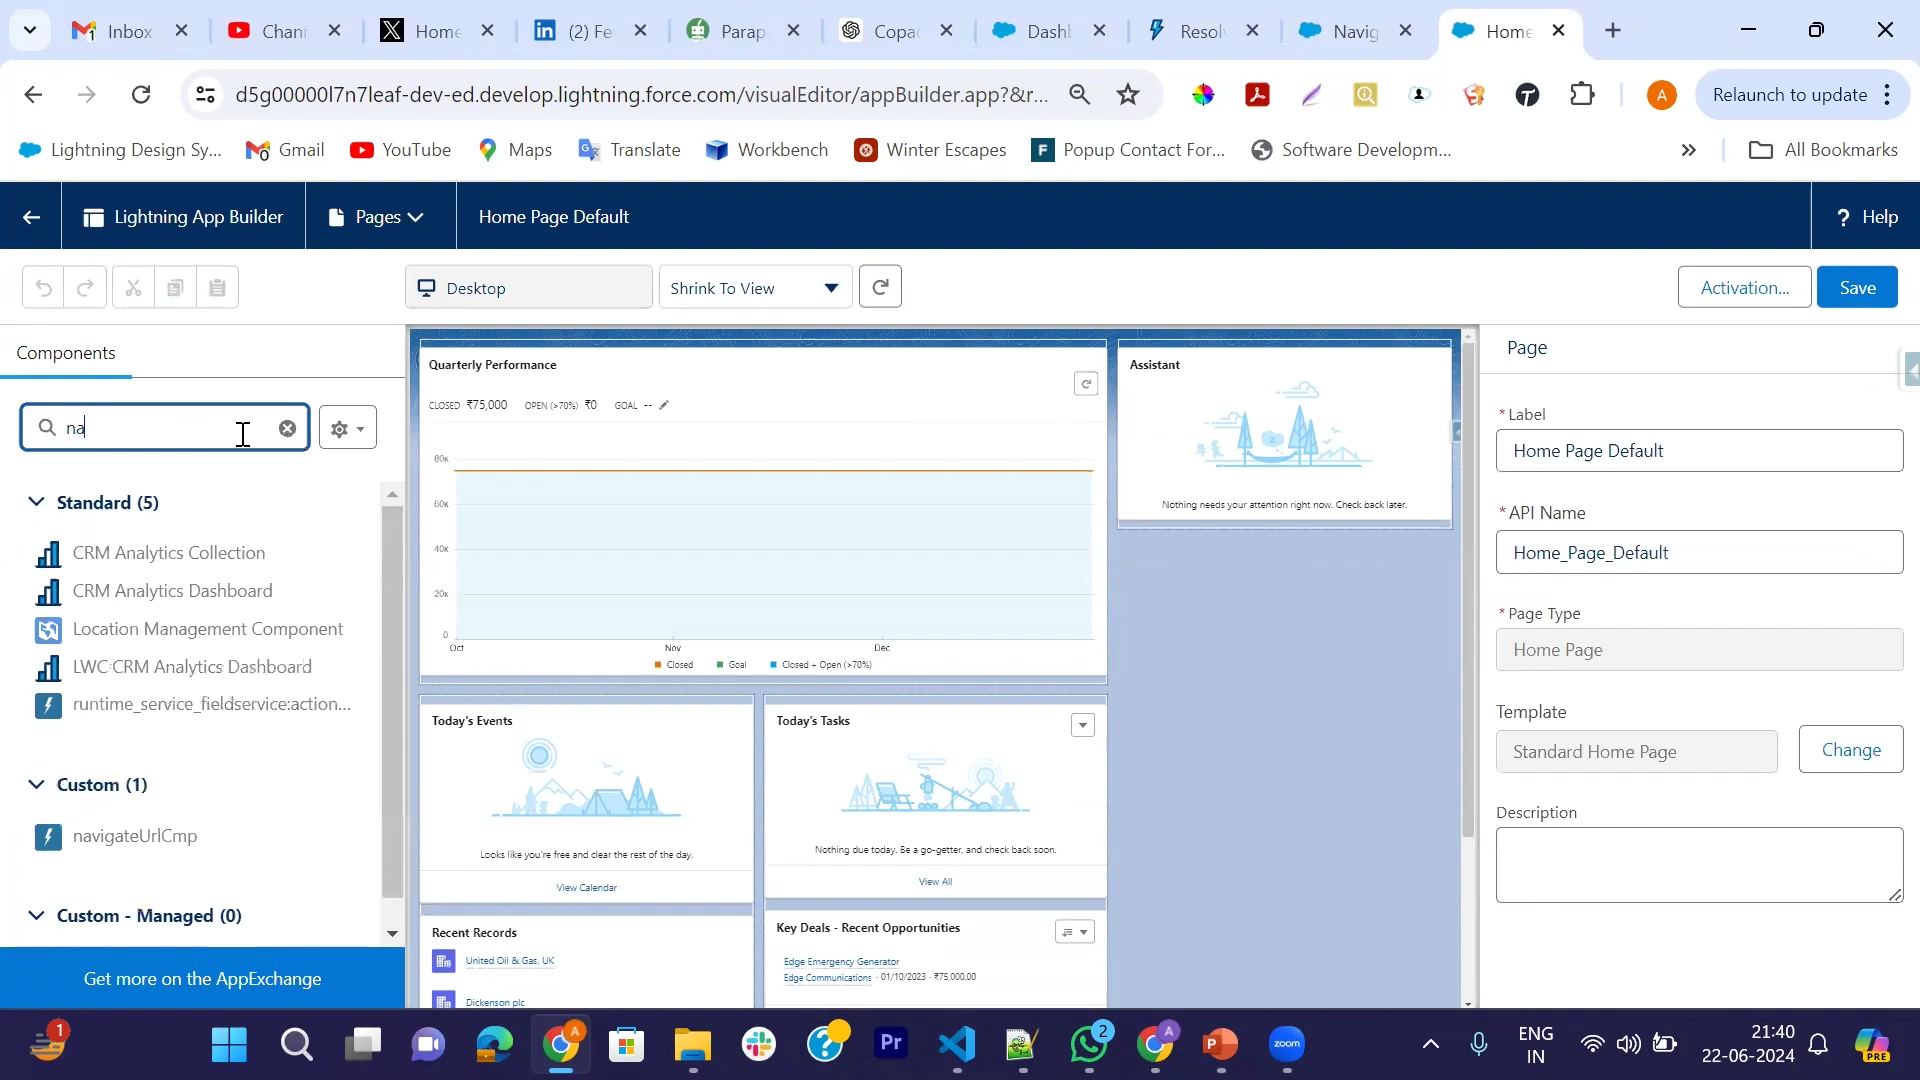 Inbox
Chan
Home
(2) Fe
Parap
Copa
Dash
Resol
Navig
Home
d5g00000l7n7leaf-dev-ed.develop.lightning.force.com/visualEditor/appBuilder.app?&r...
A
Relaunch to update
Lightning Design Sy...
Gmail
YouTube
Maps
Translate
Workbench
Winter Escapes
Popup Contact For...
Software Developm...
All Bookmarks
Lightning App Builder
Pages
Home Page Default
? Help
Desktop
Shrink To View
Activation...
Save
Components
na
Standard (5)
CRM Analytics Collection
CRM Analytics Dashboard
Location Management Component
LWC:CRM Analytics Dashboard
runtime_service_fieldservice:action...
Custom (1)
navigateUrlCmp
Custom - Managed (0)
Get more on the AppExchange
Quarterly Performance
CLOSED ₹75,000 OPEN (>70%) ₹0 GOAL --
80K
60K
40K
20K
0
Oct Nov Dec
Closed Goal Closed + Open (>70%)
Assistant
Nothing needs your attention right now. Check back later.
Today's Events
Looks like you're free and clear the rest of the day.
View Calendar
Today's Tasks
Nothing due today. Be a go-getter, and check back soon.
View All
Recent Records
United Oil & Gas, UK
Dickenson plc
Key Deals - Recent Opportunities
Edge Emergency Generator
Edge Communications · 01/10/2023 · ₹75,000.00
Page
*Label
Home Page Default
*API Name
Home_Page_Default
*Page Type
Home Page
Template
Standard Home Page
Change
Description
1
A
Pr
2
A
zoom
ENG
IN
21:40
22-06-2024
PRE